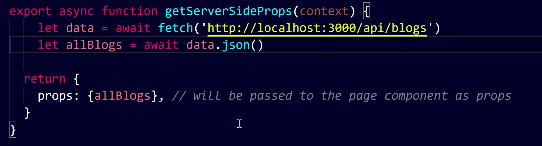 export async function getServerSideProps(context) {
    let data = await fetch('http://localhost:3000/api/blogs')
    let allBlogs = await data.json()

  return {
    props: {allBlogs}, // will be passed to the page component as props
  }
}